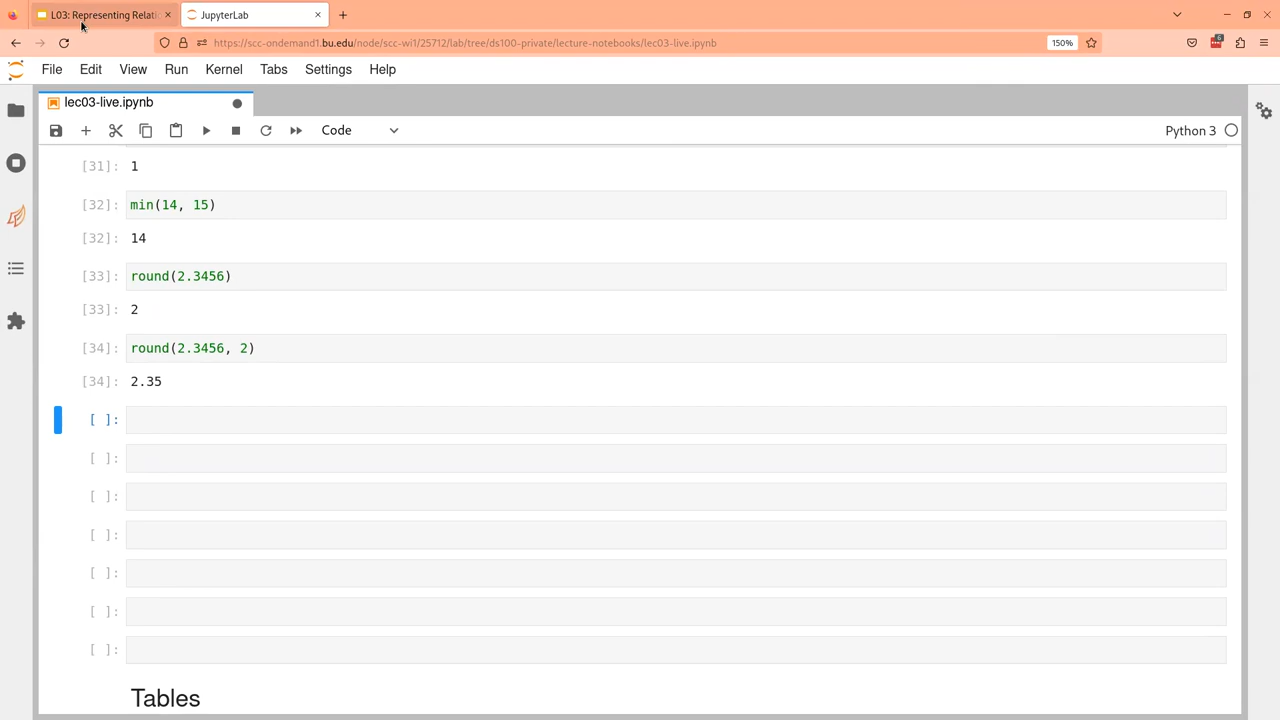 L03: Representing Relati
JupyterLab
https://scc-ondemand1.bu.edu/node/scc-wi1/25712/lab/tree/ds100-private/lecture-notebooks/lec03-live.ipynb
150%
6
File Edit View Run Kernel Tabs Settings Help
lec03-live.ipynb
Code
Python 3
[31]: 1
[32]: min(14, 15)
[32]: 14
[33]: round(2.3456)
[33]: 2
[34]: round(2.3456, 2)
[34]: 2.35
[ ]:
[ ]:
[ ]:
[ ]:
[ ]:
[ ]:
[ ]:
Tables